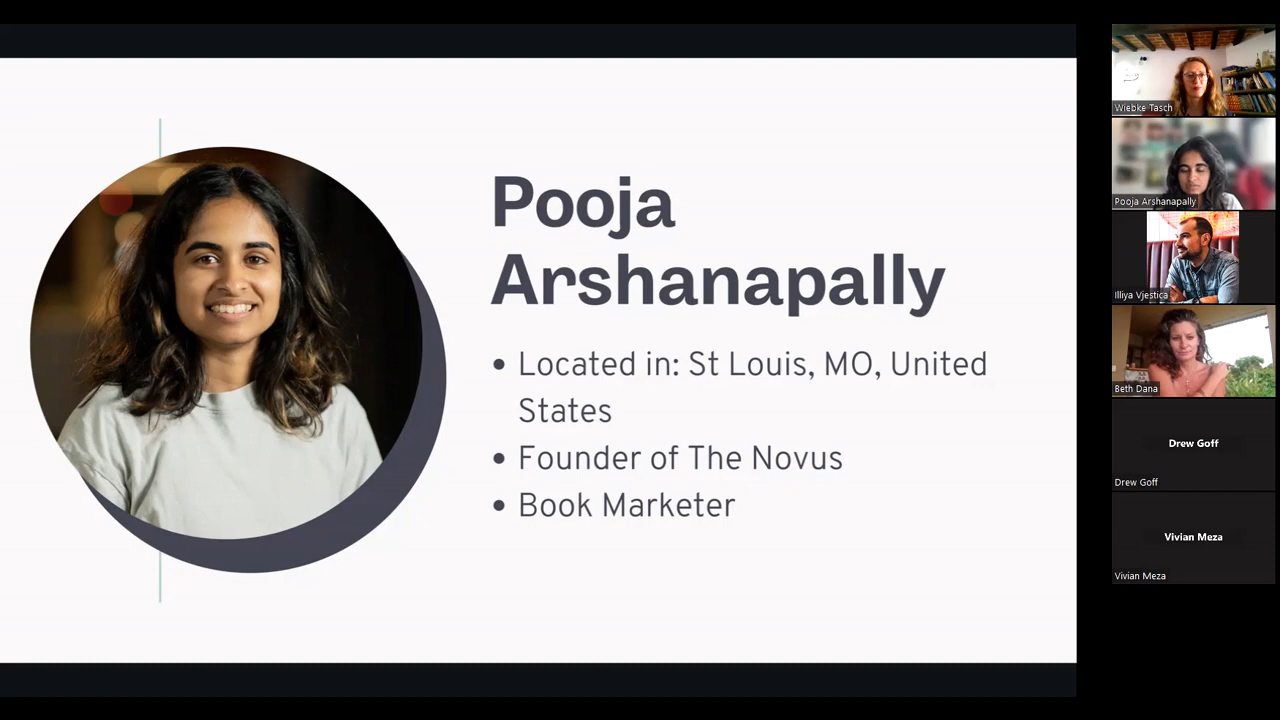 Pooja
Arshanapally
• Located in: St Louis, MO, United
States
• Founder of The Novus
• Book Marketer
Wiebke Tasch
Pooja Arshanapally
Illiya Vjestica
Beth Dana
Drew Goff
Drew Goff
Vivian Meza
Vivian Meza